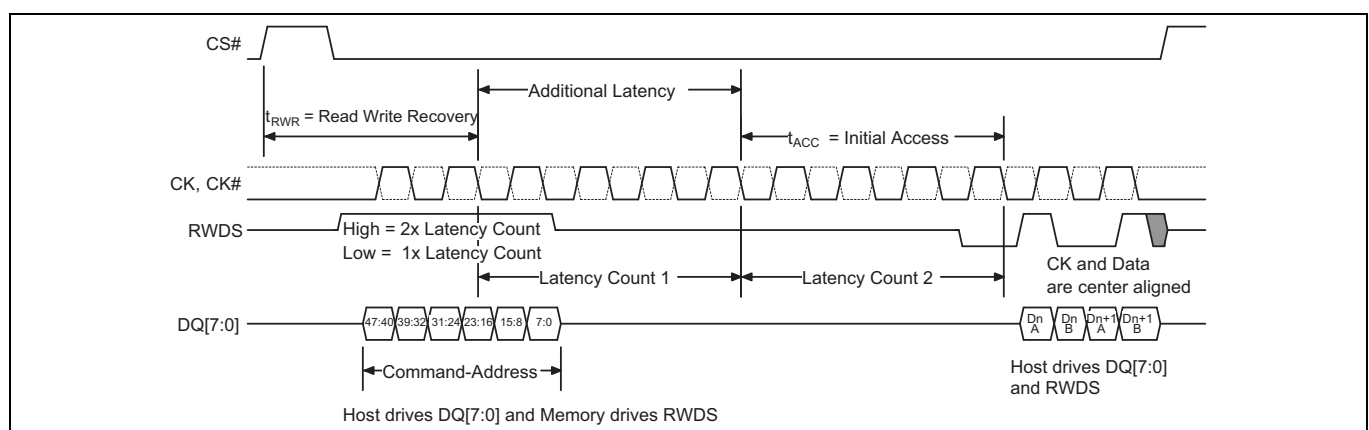 CS#
Additional Latency
tRWR = Read Write Recovery
tACC = Initial Access
CK, CK#
RWDS
High = 2x Latency Count
Low = 1x Latency Count
CK and Data
are center aligned
Latency Count 1
Latency Count 2
DQ[7:0]
47:40 39:32 31:24 23:16 15:8 7:0
Dn A
Dn B
Dn+1 A
Dn+1 B
Command-Address
Host drives DQ[7:0]
and RWDS
Host drives DQ[7:0] and Memory drives RWDS